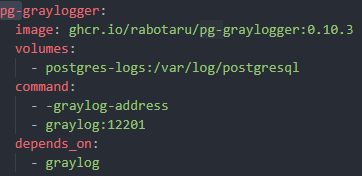 pg-graylogger:
image: ghcr.io/rabotaru/pg-graylogger:0.10.3
volumes:
- postgres-logs:/var/log/postgresql
command:
- -graylog-address
- graylog:12201
depends_on:
- graylog